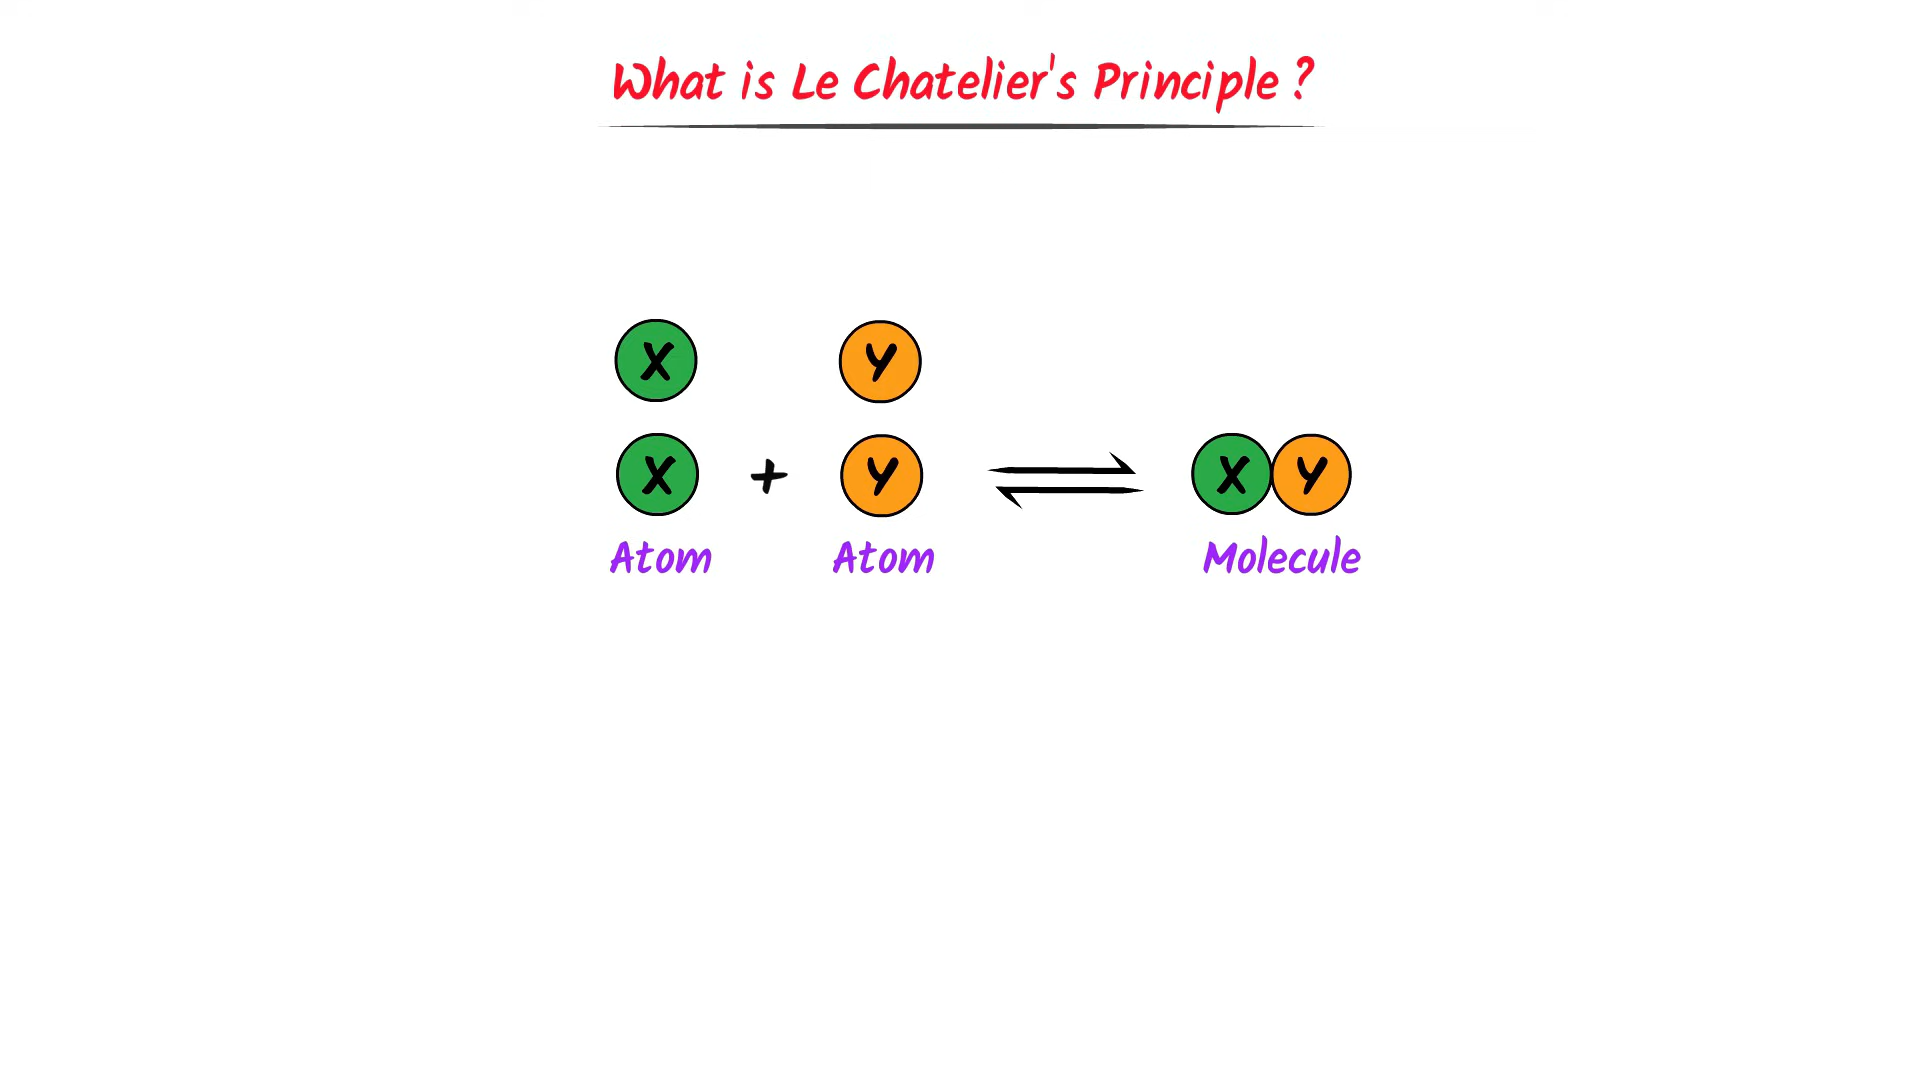 What is Le Chatelier's Principle ?
X Y
X + Y ⇌ X Y
Atom Atom Molecule